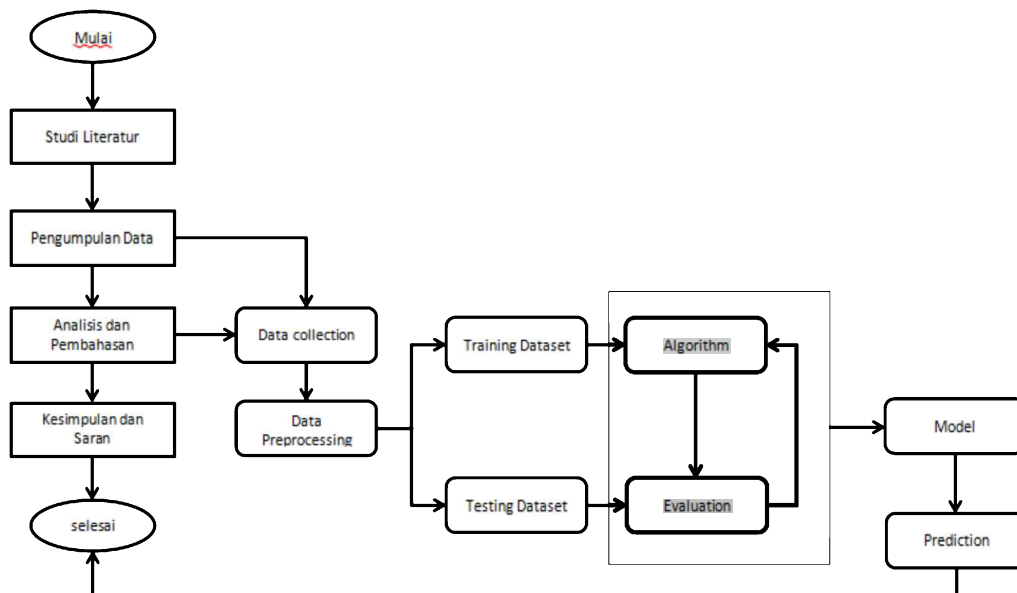 Mulai
Studi Literatur
Pengumpulan Data
Analisis dan
Pembahasan
Kesimpulan dan
Saran
selesai
Data collection
Data
Preprocessing
Training Dataset
Testing Dataset
Algorithm
Evaluation
Model
Prediction